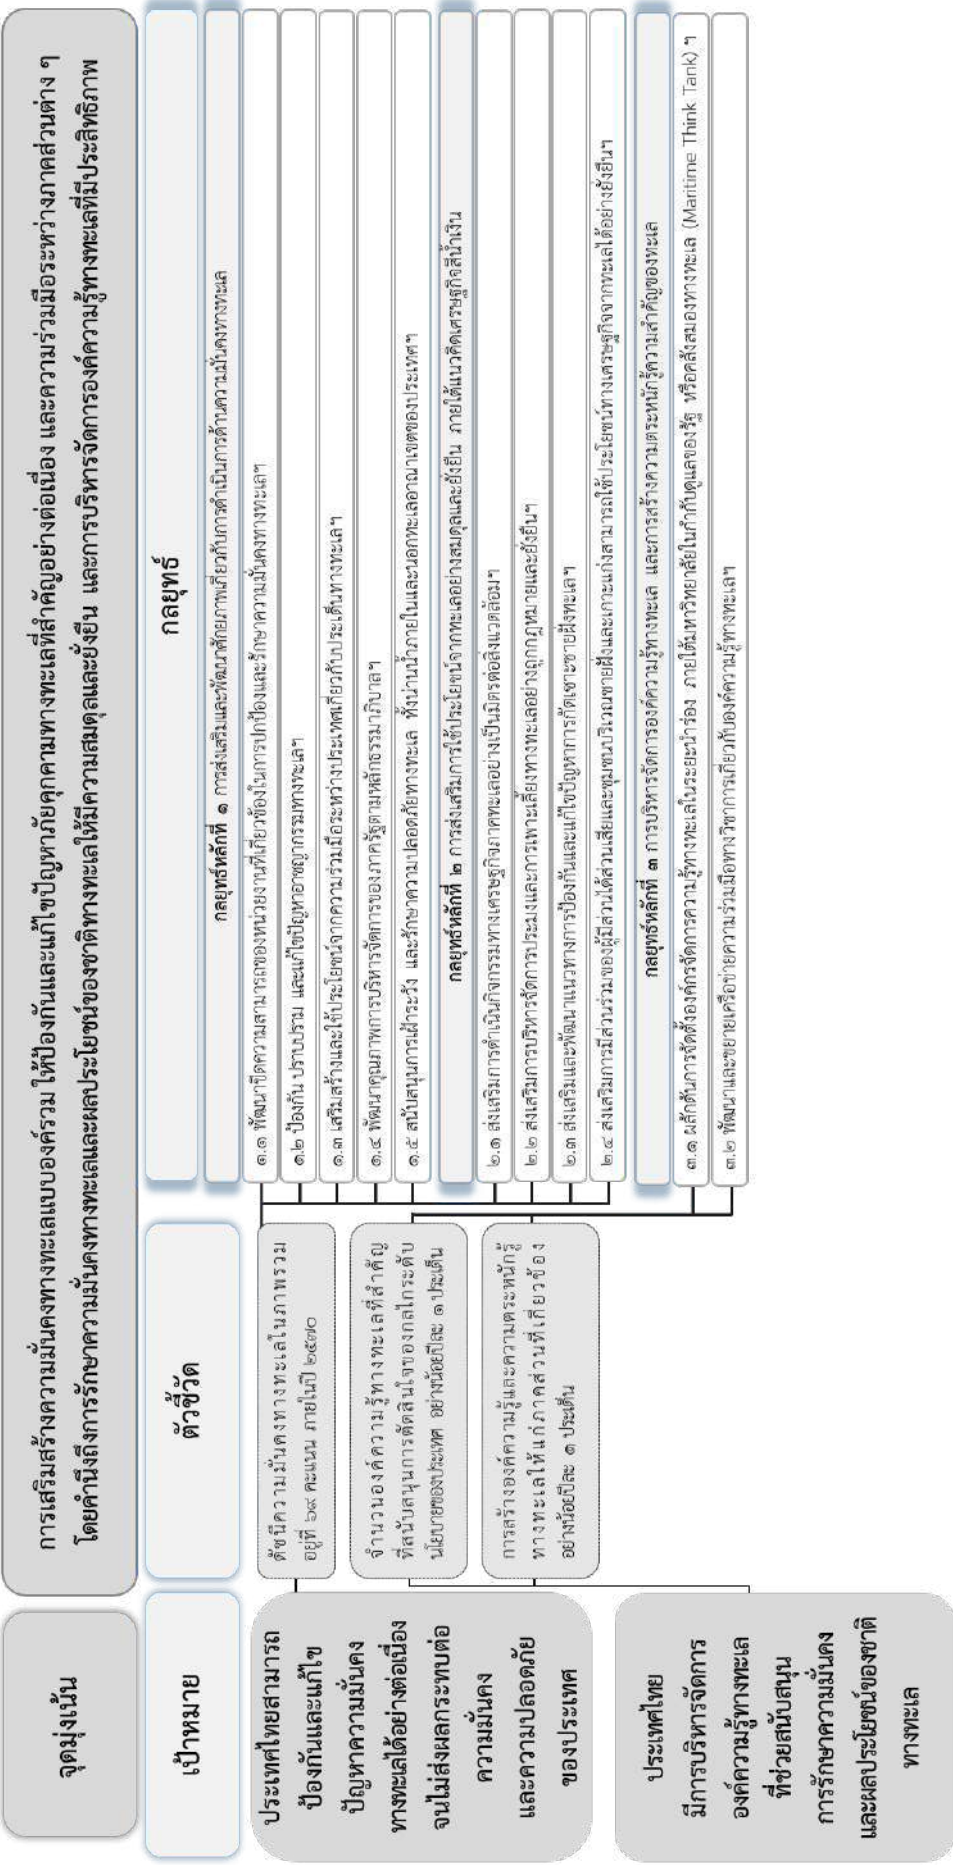 จุดมุ่งเน้น
การเสริมสร้างความมั่นคงทางทะเลแบบองค์รวม ให้ป้องกันและแก้ไขปัญหาภัยคุกคามทางทะเลที่สำคัญอย่างต่อเนื่อง และความร่วมมือระหว่างภาคส่วนต่าง ๆ
โดยคำนึงถึงการรักษาความมั่นคงทางทะเลและผลประโยชน์ของชาติทางทะเลให้มีความสมดุลและยั่งยืน และการบริหารจัดการองค์ความรู้ทางทะเลที่มีประสิทธิภาพ
เป้าหมาย
ตัวชี้วัด
กลยุทธ์
ประเทศไทยสามารถ
ป้องกันและแก้ไข
ปัญหาความมั่นคง
ทางทะเลได้อย่างต่อเนื่อง
จนไม่ส่งผลกระทบต่อ
ความมั่นคง
และความปลอดภัย
ของประเทศ
ประเทศไทย
มีการบริหารจัดการ
องค์ความรู้ทางทะเล
ที่ช่วยสนับสนุน
การรักษาความมั่นคง
และผลประโยชน์ของชาติ
ทางทะเล
ดัชนีความมั่นคงทางทะเลในภาพรวม
อยู่ที่ ๖๙ คะแนน ภายในปี ๒๕๗๐
จำนวนองค์ความรู้ทางทะเลที่สำคัญ
ที่สนับสนุนการตัดสินใจของกลไกระดับ
นโยบายของประเทศ อย่างน้อยปีละ ๑ ประเด็น
การสร้างองค์ความรู้และความตระหนักรู้
ทางทะเลให้แก่ภาคส่วนที่เกี่ยวข้อง
อย่างน้อยปีละ ๑ ประเด็น
กลยุทธ์หลักที่ ๑ การส่งเสริมและพัฒนาศักยภาพเกี่ยวกับการดำเนินการด้านความมั่นคงทางทะเล
๑.๑ พัฒนาขีดความสามารถของหน่วยงานที่เกี่ยวข้องในการปกป้องและรักษาความมั่นคงทางทะเลฯ
๑.๒ ป้องกัน ปราบปราม และแก้ไขปัญหาอาชญากรรมทางทะเลฯ
๑.๓ เสริมสร้างและใช้ประโยชน์จากความร่วมมือระหว่างประเทศเกี่ยวกับประเด็นทางทะเลฯ
๑.๔ พัฒนาคุณภาพการบริหารจัดการของภาครัฐตามหลักธรรมาภิบาลฯ
๑.๕ สนับสนุนการเฝ้าระวัง และรักษาความปลอดภัยทางทะเล ทั้งน่านน้ำภายในและนอกทะเลอาณาเขตของประเทศฯ
กลยุทธ์หลักที่ ๒ การส่งเสริมการใช้ประโยชน์จากทะเลอย่างสมดุลและยั่งยืน ภายใต้แนวคิดเศรษฐกิจสีน้ำเงิน
๒.๑ ส่งเสริมการดำเนินกิจกรรมทางเศรษฐกิจภาคทะเลอย่างเป็นมิตรต่อสิ่งแวดล้อมฯ
๒.๒ ส่งเสริมการบริหารจัดการประมงและการเพาะเลี้ยงทางทะเลอย่างถูกกฎหมายและยั่งยืนฯ
๒.๓ ส่งเสริมและพัฒนาแนวทางการป้องกันและแก้ไขปัญหาการกัดเซาะชายฝั่งทะเลฯ
๒.๔ ส่งเสริมการมีส่วนร่วมของผู้มีส่วนได้ส่วนเสียและชุมชนบริเวณชายฝั่งและเกาะแก่งสามารถใช้ประโยชน์ทางเศรษฐกิจจากทะเลได้อย่างยั่งยืนฯ
กลยุทธ์หลักที่ ๓ การบริหารจัดการองค์ความรู้ทางทะเล และการสร้างความตระหนักรู้ความสำคัญของทะเล
๓.๑ ผลักดันการจัดตั้งองค์กรจัดการความรู้ทางทะเลในระยะนำร่อง ภายใต้มหาวิทยาลัยในกำกับดูแลของรัฐ หรือคลังสมองทางทะเล (Maritime Think Tank) ฯ
๓.๒ พัฒนาและขยายเครือข่ายความร่วมมือทางวิชาการเกี่ยวกับองค์ความรู้ทางทะเลฯ